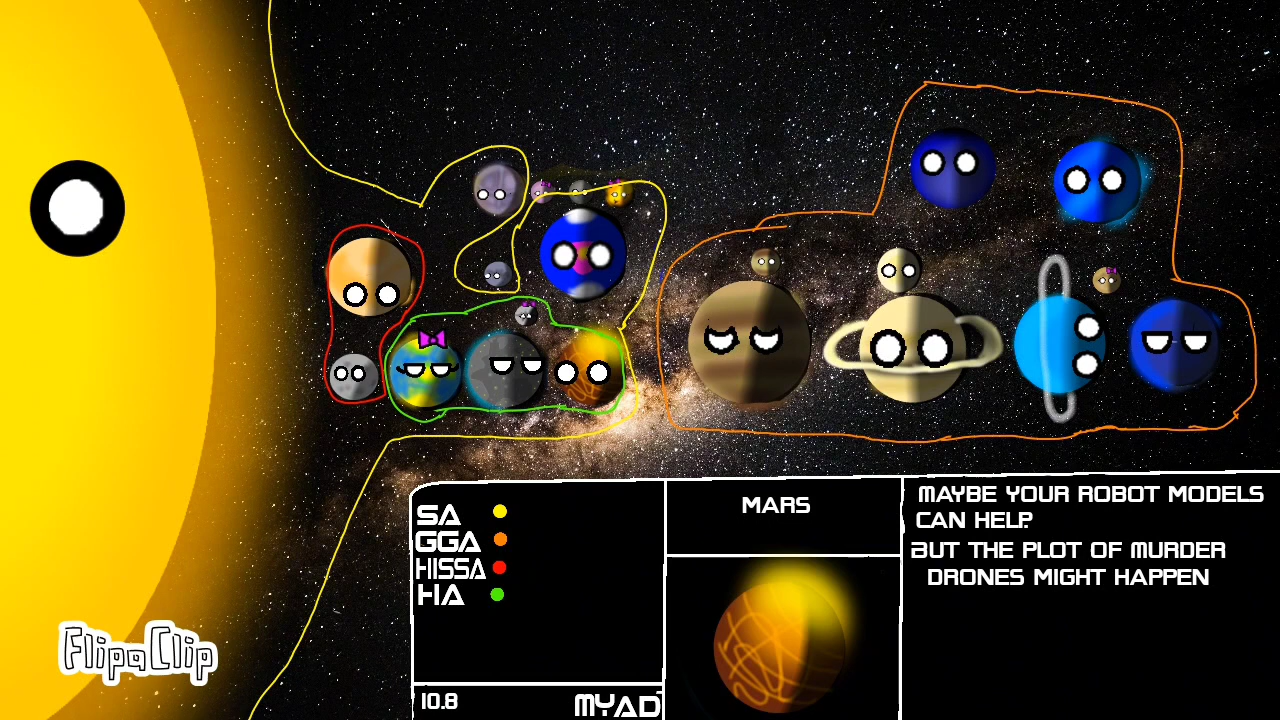 SA
GGA
HISSA
HA
10.8
MYAD
MARS
MAYBE YOUR ROBOT MODELS
CAN HELP.
BUT THE PLOT OF MURDER
DRONES MIGHT HAPPEN
FlipaClip